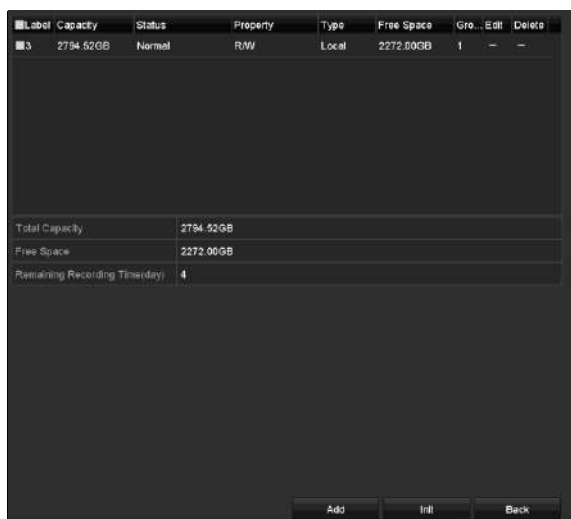 Label Capacity Status Property Type Free Space Gro... Edit Delete
3 2794.52GB Normal R/W Local 2272.00GB 1 – –
Total Capacity 2794.52GB
Free Space 2272.00GB
Remaining Recording Time(day) 4
Add Init Back